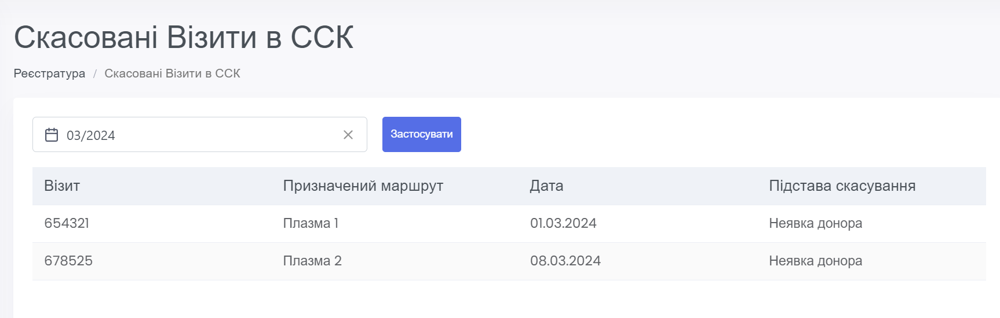 Скасовані Візити в ССК
Реєстратура / Скасовані Візити в ССК
03/2024 Застосувати
Візит Призначений маршрут Дата Підстава скасування
654321 Плазма 1 01.03.2024 Неявка донора
678525 Плазма 2 08.03.2024 Неявка донора